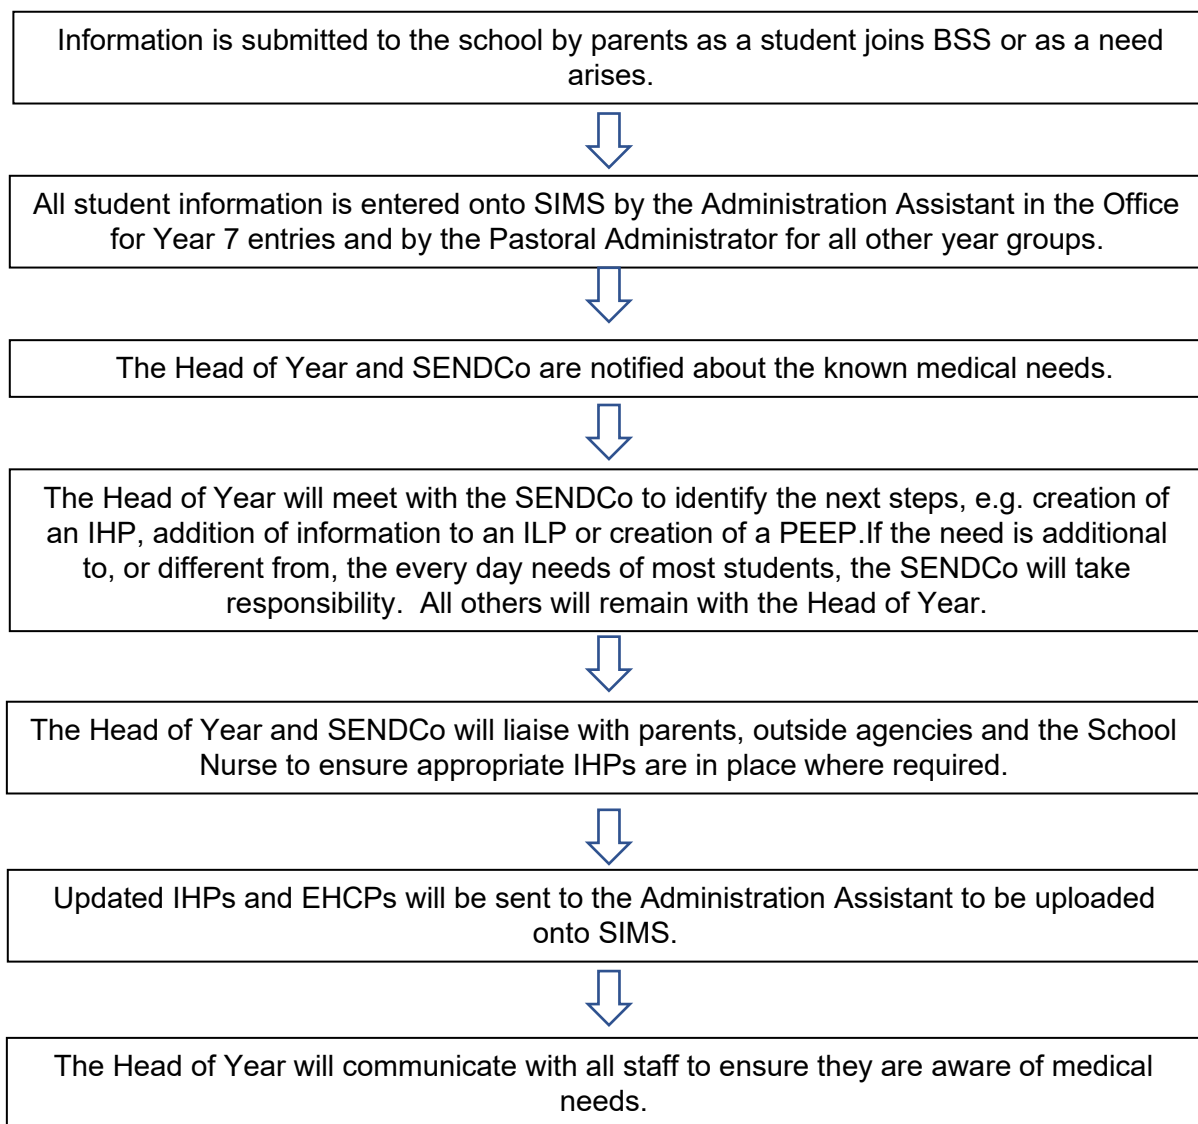 Information is submitted to the school by parents as a student joins BSS or as a need
arises.
All student information is entered onto SIMS by the Administration Assistant in the Office
for Year 7 entries and by the Pastoral Administrator for all other year groups.
The Head of Year and SENDCo are notified about the known medical needs.
The Head of Year will meet with the SENDCo to identify the next steps, e.g. creation of
an IHP, addition of information to an ILP or creation of a PEEP.If the need is additional
to, or different from, the every day needs of most students, the SENDCo will take
responsibility.  All others will remain with the Head of Year.
The Head of Year and SENDCo will liaise with parents, outside agencies and the School
Nurse to ensure appropriate IHPs are in place where required.
Updated IHPs and EHCPs will be sent to the Administration Assistant to be uploaded
onto SIMS.
The Head of Year will communicate with all staff to ensure they are aware of medical
needs.